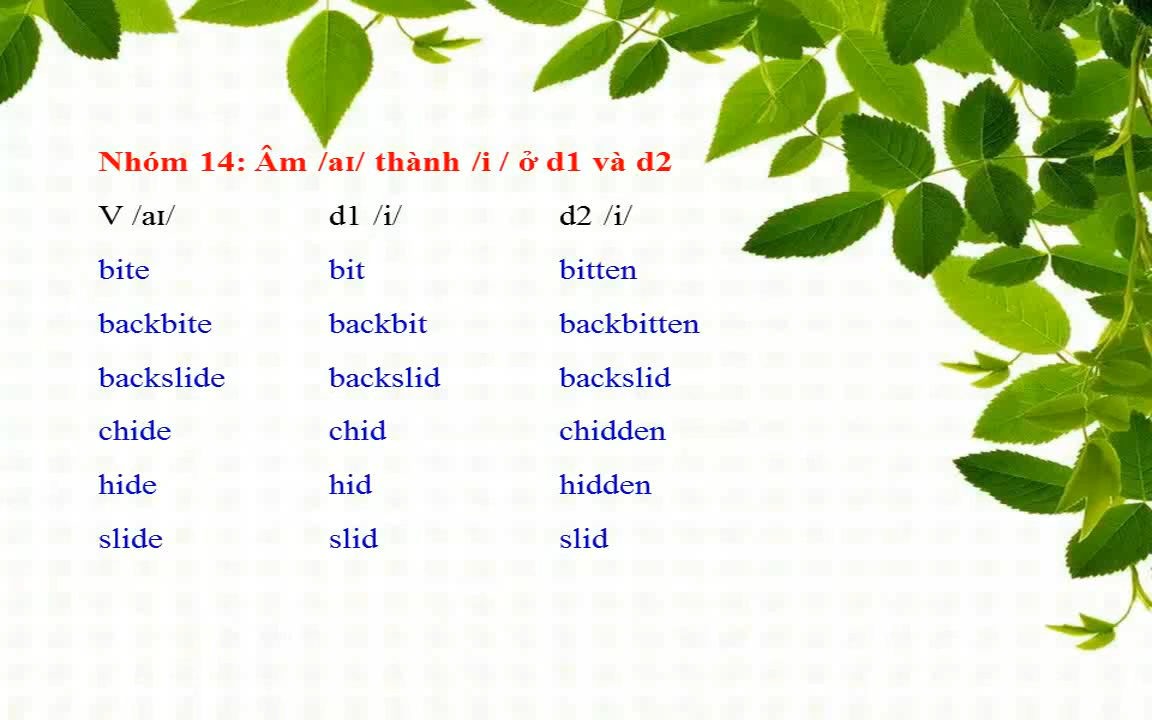 Nhóm 14: Âm /aɪ/ thành /i / ở d1 và d2
V /aɪ/ d1 /i/ d2 /i/
bite bit bitten
backbite backbit backbitten
backslide backslid backslid
chide chid chidden
hide hid hidden
slide slid slid